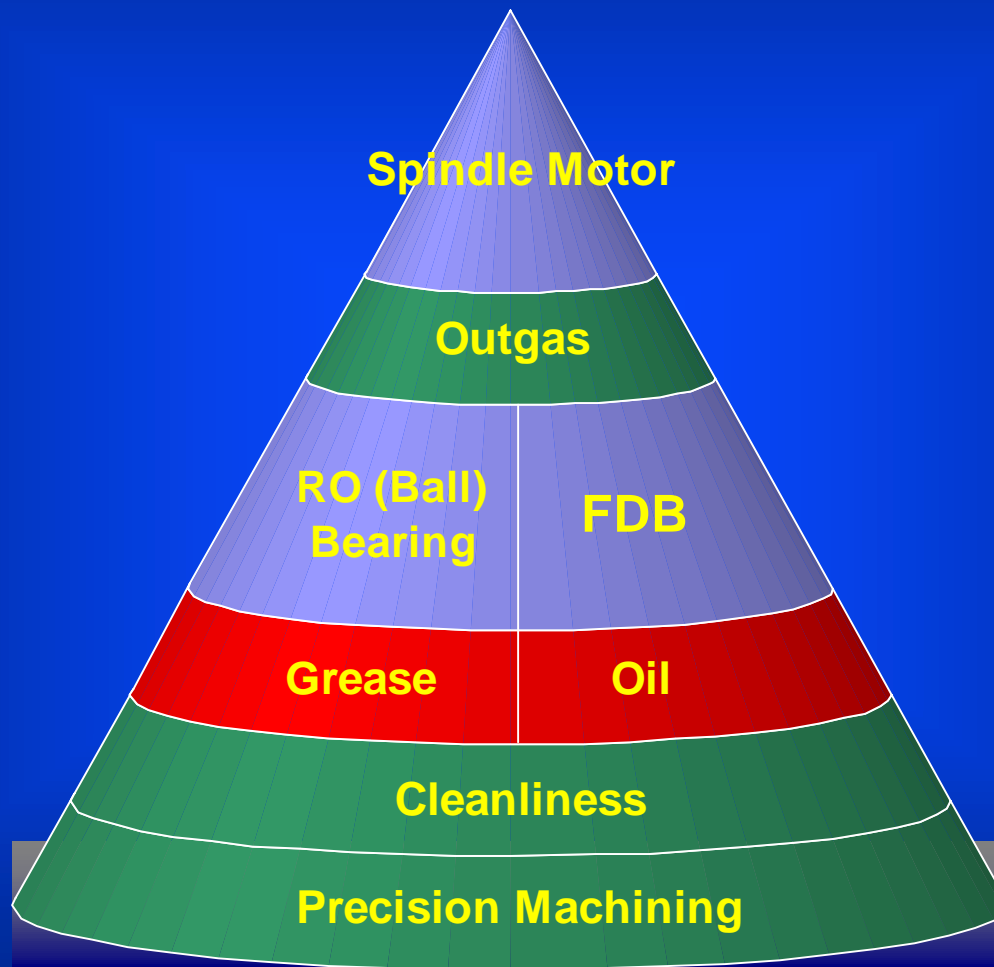 Spindle Motor
Outgas
RO (Ball)
Bearing
FDB
Grease
Oil
Cleanliness
Precision Machining